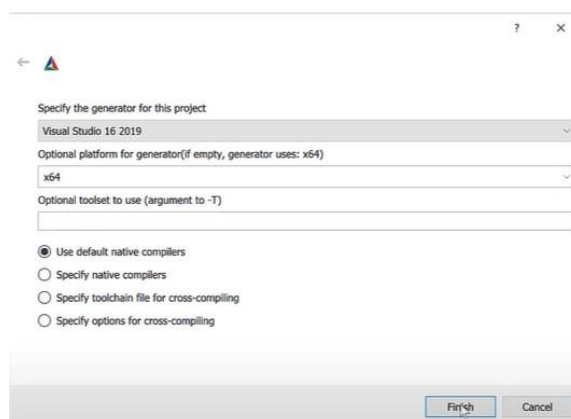 ?
Specify the generator for this project
Visual Studio 16 2019
Optional platform for generator(if empty, generator uses: x64)
x64
Optional toolset to use (argument to -T)
Use default native compilers
Specify native compilers
Specify toolchain file for cross-compiling
Specify options for cross-compiling
Finish Cancel